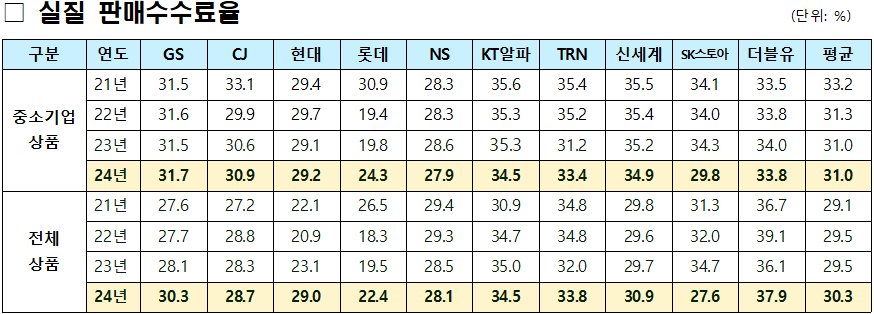 □ 실질 판매수수료율
(단위: %)
구분 연도 GS CJ 현대 롯데 NS KT알파 TRN 신세계 SK스토아 더블유 평균
중소기업 상품 21년 31.5 33.1 29.4 30.9 28.3 35.6 35.4 35.5 34.1 33.5 33.2
22년 31.6 29.9 29.7 19.4 28.3 35.3 35.2 35.4 34.0 33.8 31.3
23년 31.5 30.6 29.1 19.8 28.6 35.3 31.2 35.2 34.3 34.0 31.0
24년 31.7 30.9 29.2 24.3 27.9 34.5 33.4 34.9 29.8 33.8 31.0
전체 상품 21년 27.6 27.2 22.1 26.5 29.4 30.9 34.8 29.8 31.3 36.7 29.1
22년 27.7 28.8 20.9 18.3 29.3 34.7 34.8 29.6 32.0 39.1 29.5
23년 28.1 28.3 23.1 19.5 28.5 35.0 32.0 29.7 34.7 36.1 29.5
24년 30.3 28.7 29.0 22.4 28.1 34.5 33.8 30.9 27.6 37.9 30.3